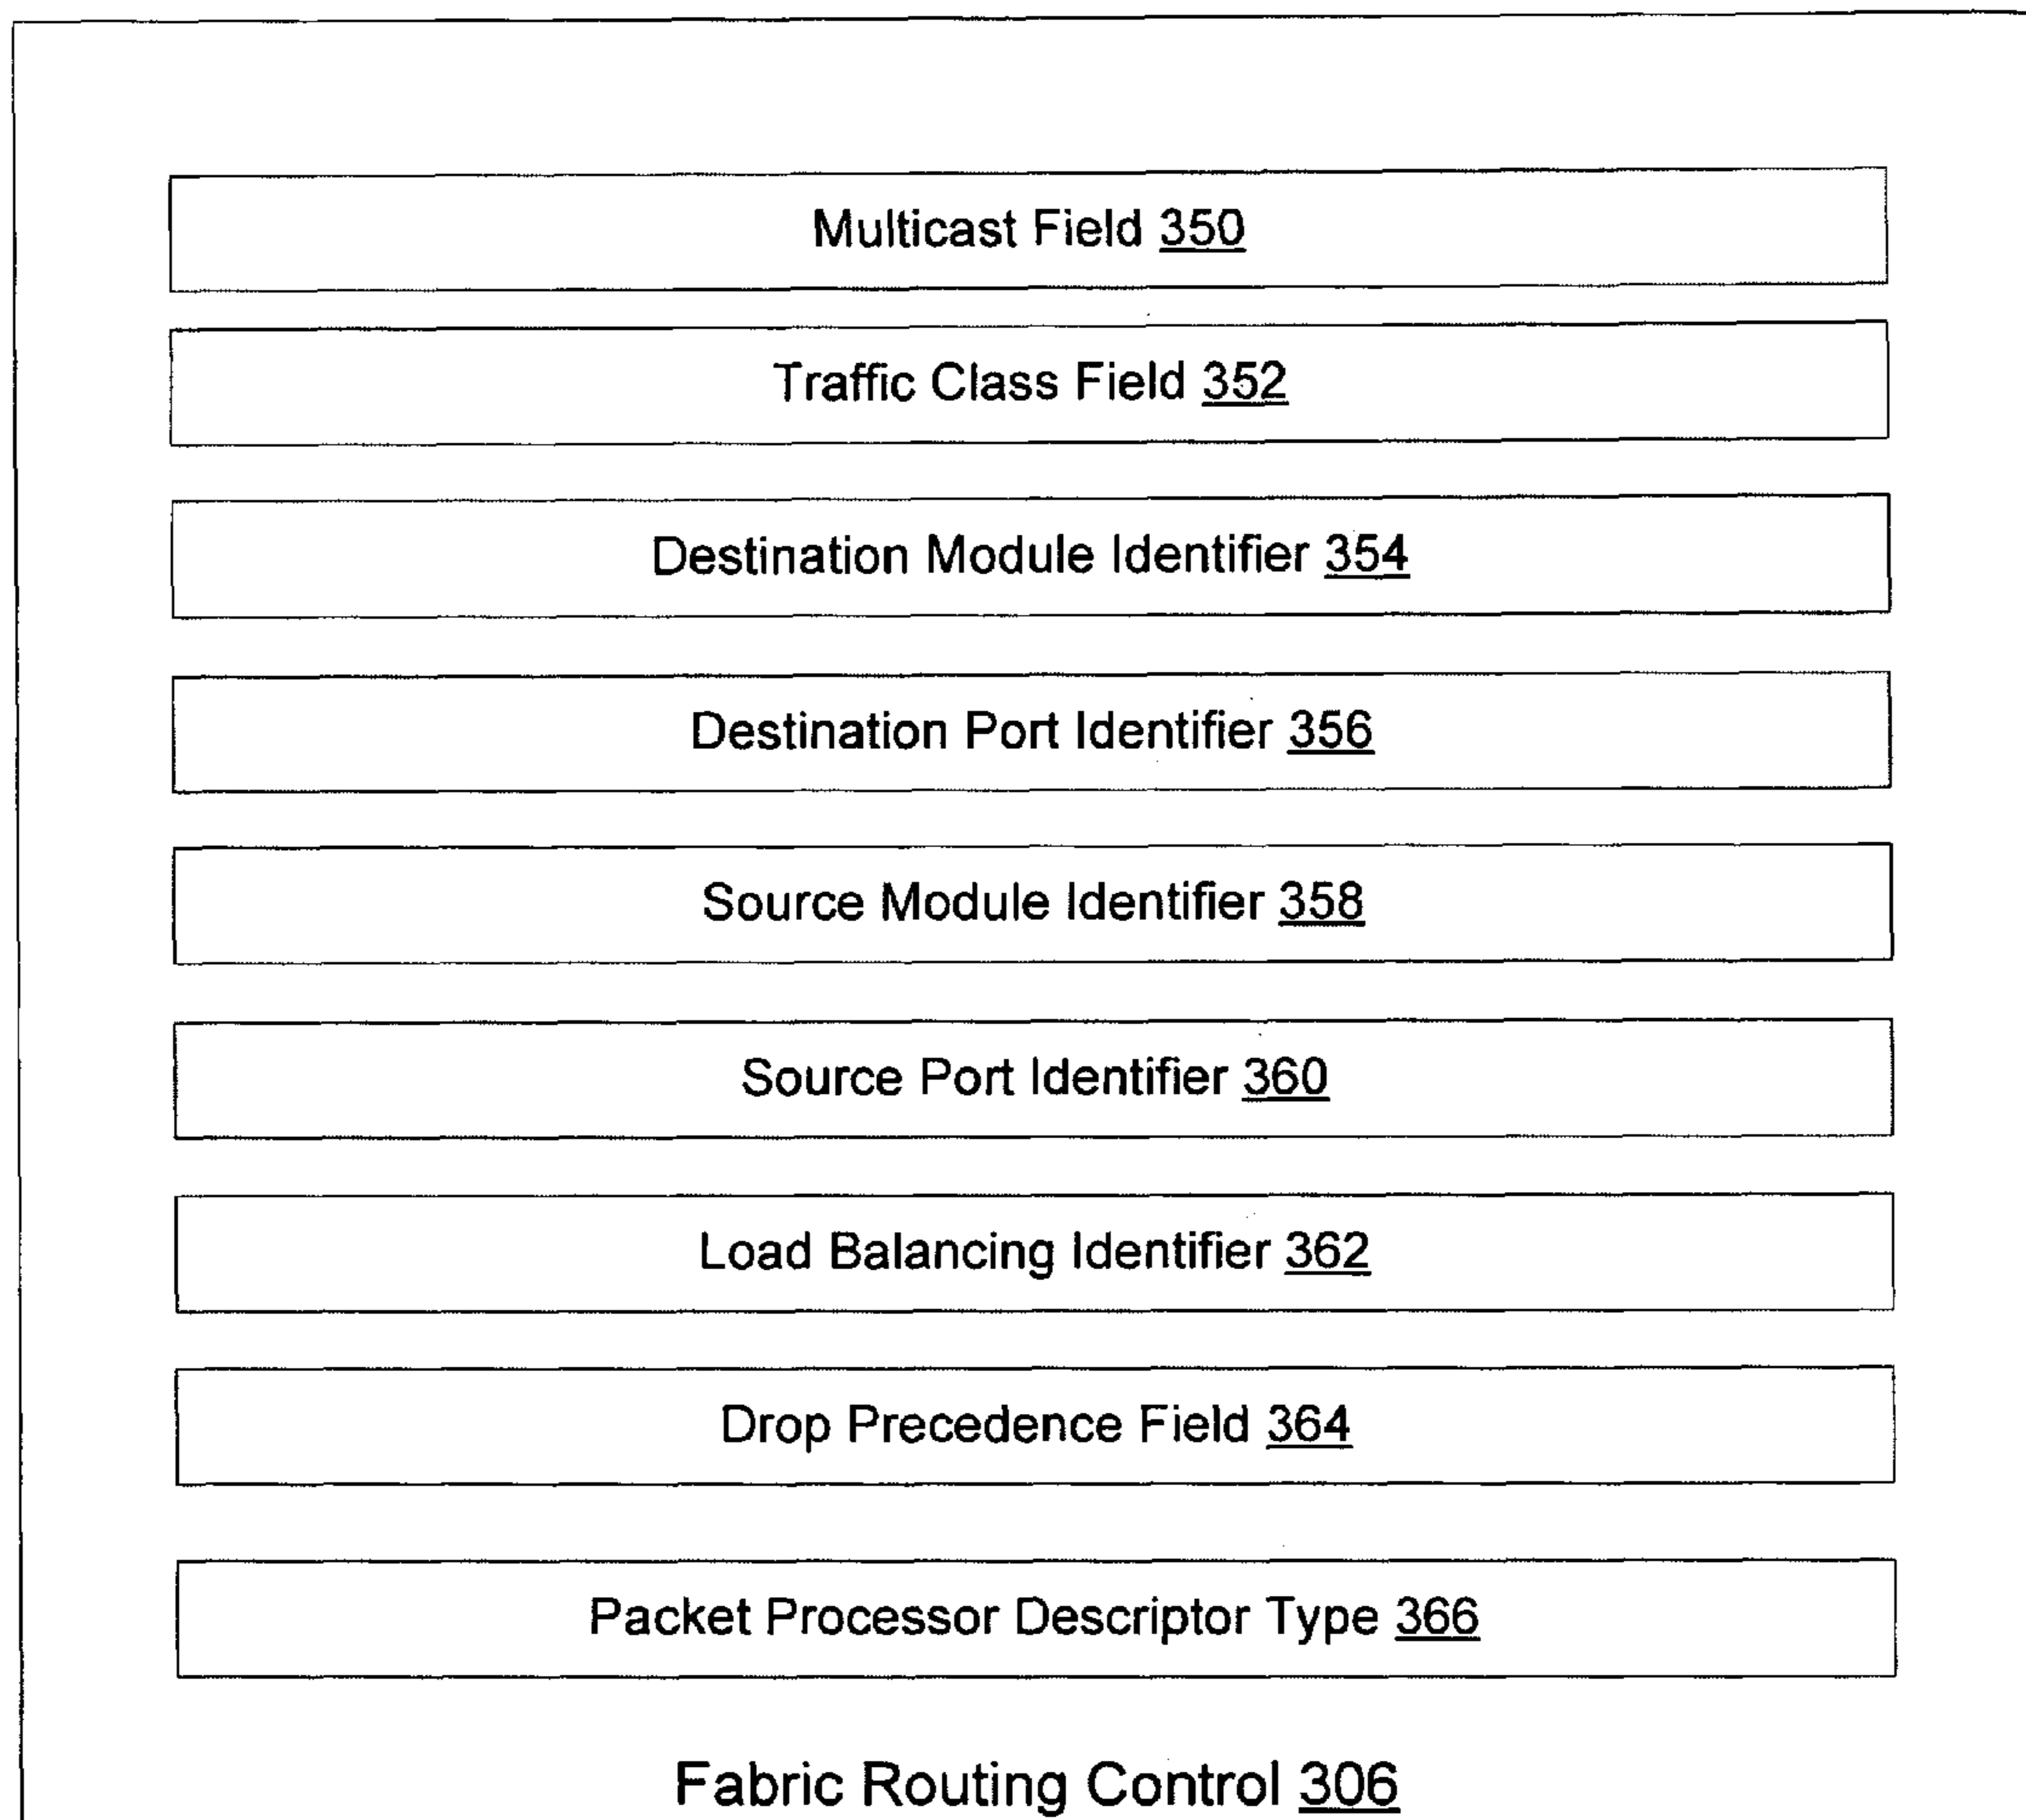 Multicast Field 350
Traffic Class Field 352
Destination Module Identifier 354
Destination Port Identifier 356
Source Module Identifier 358
Source Port Identifier 360
Load Balancing Identifier 362
Drop Precedence Field 364
Packet Processor Descriptor Type 366
Fabric Routing Control 306